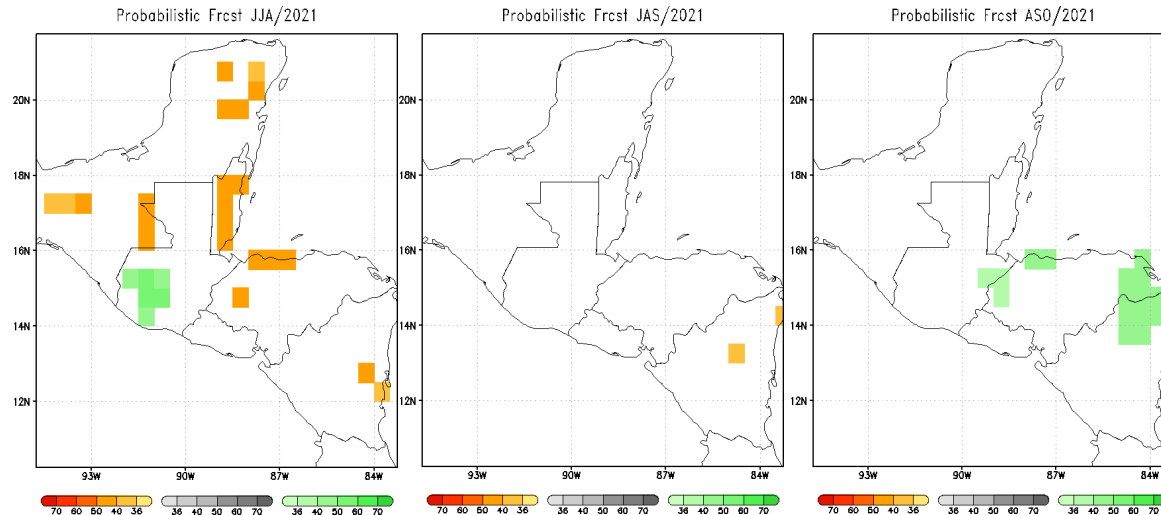 Probabilistic Frcst JJA/2021
Probabilistic Frcst JAS/2021
Probabilistic Frcst ASO/2021
20N
18N
16N
14N
12N
93W
90W
87W
84W
20N
18N
16N
14N
12N
93W
90W
87W
84W
20N
18N
16N
14N
12N
93W
90W
87W
84W
70 60 50 40 36
36 40 50 60 70
36 40 50 60 70
70 60 50 40 36
36 40 50 60 70
36 40 50 60 70
70 60 50 40 36
36 40 50 60 70
36 40 50 60 70